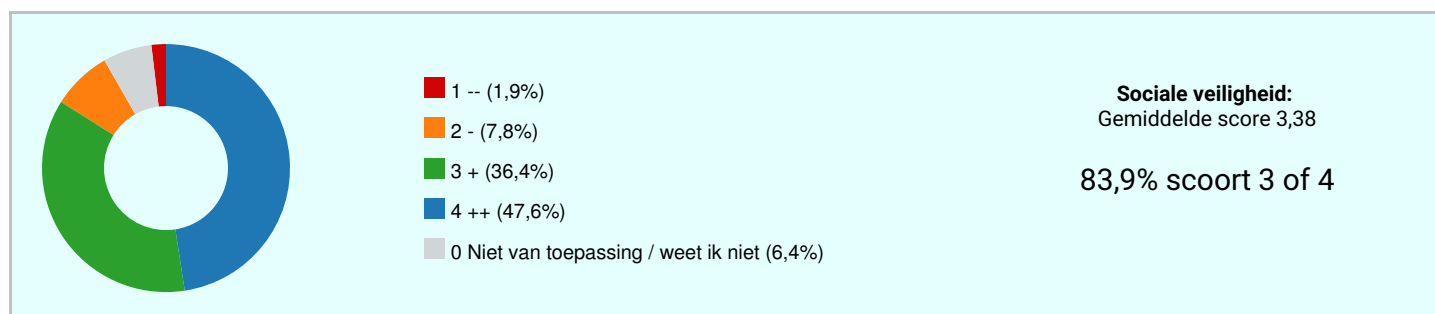 1 -- (1,9%)
2 - (7,8%)
3 + (36,4%)
4 ++ (47,6%)
0 Niet van toepassing / weet ik niet (6,4%)
Sociale veiligheid:
Gemiddelde score 3,38
83,9% scoort 3 of 4